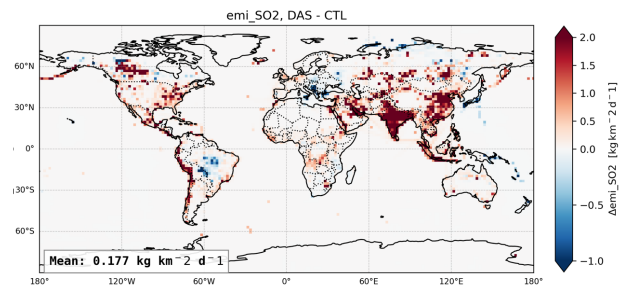 emi_SO2, DAS - CTL
60°N
30°N
0°
30°S
60°S
180°
120°W
60°W
0°
60°E
120°E
180°
Mean: 0.177 kg km⁻2 d⁻1
2.0
1.5
1.0
0.5
0.0
−0.5
−1.0
Δemi_SO2 [kg km−2 d−1]